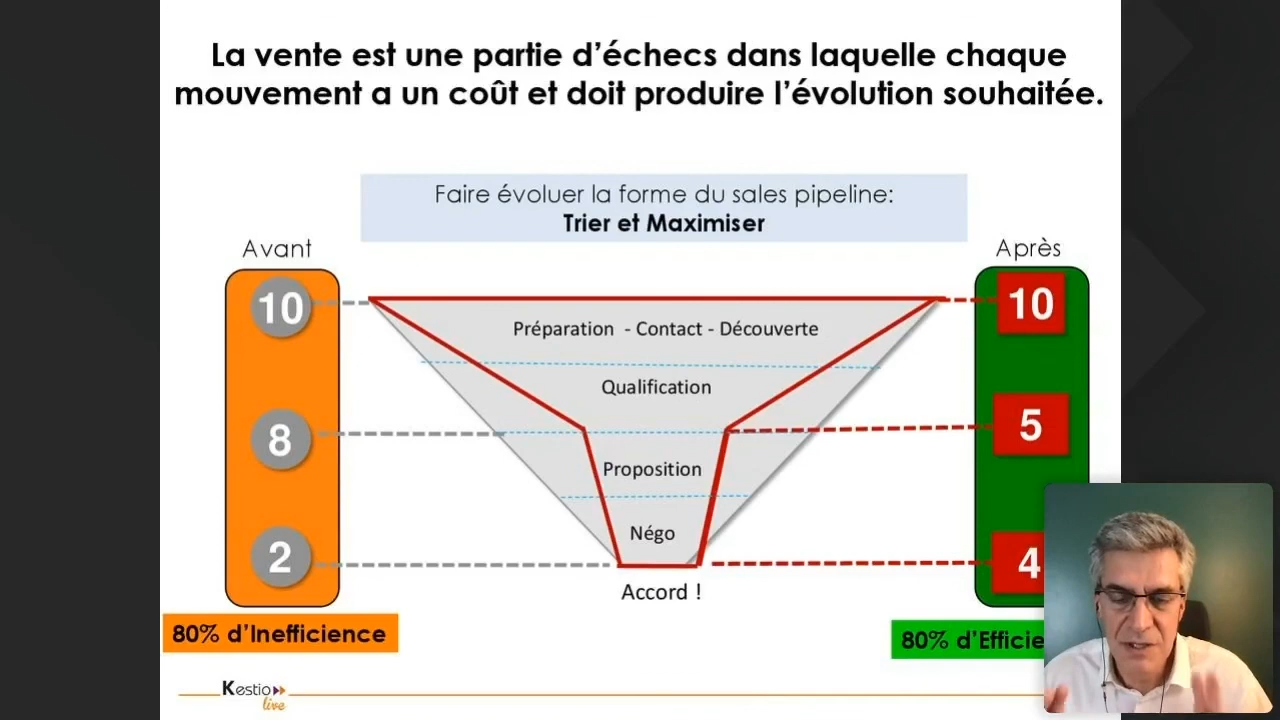 La vente est une partie d'échecs dans laquelle chaque
mouvement a un coût et doit produire l'évolution souhaitée.
Faire évoluer la forme du sales pipeline:
Trier et Maximiser
Avant
Après
10
10
Préparation - Contact - Découverte
Qualification
8
5
Proposition
Négo
2
4
Accord !
80% d'Inefficience
80% d'Efficie
Kestio
live